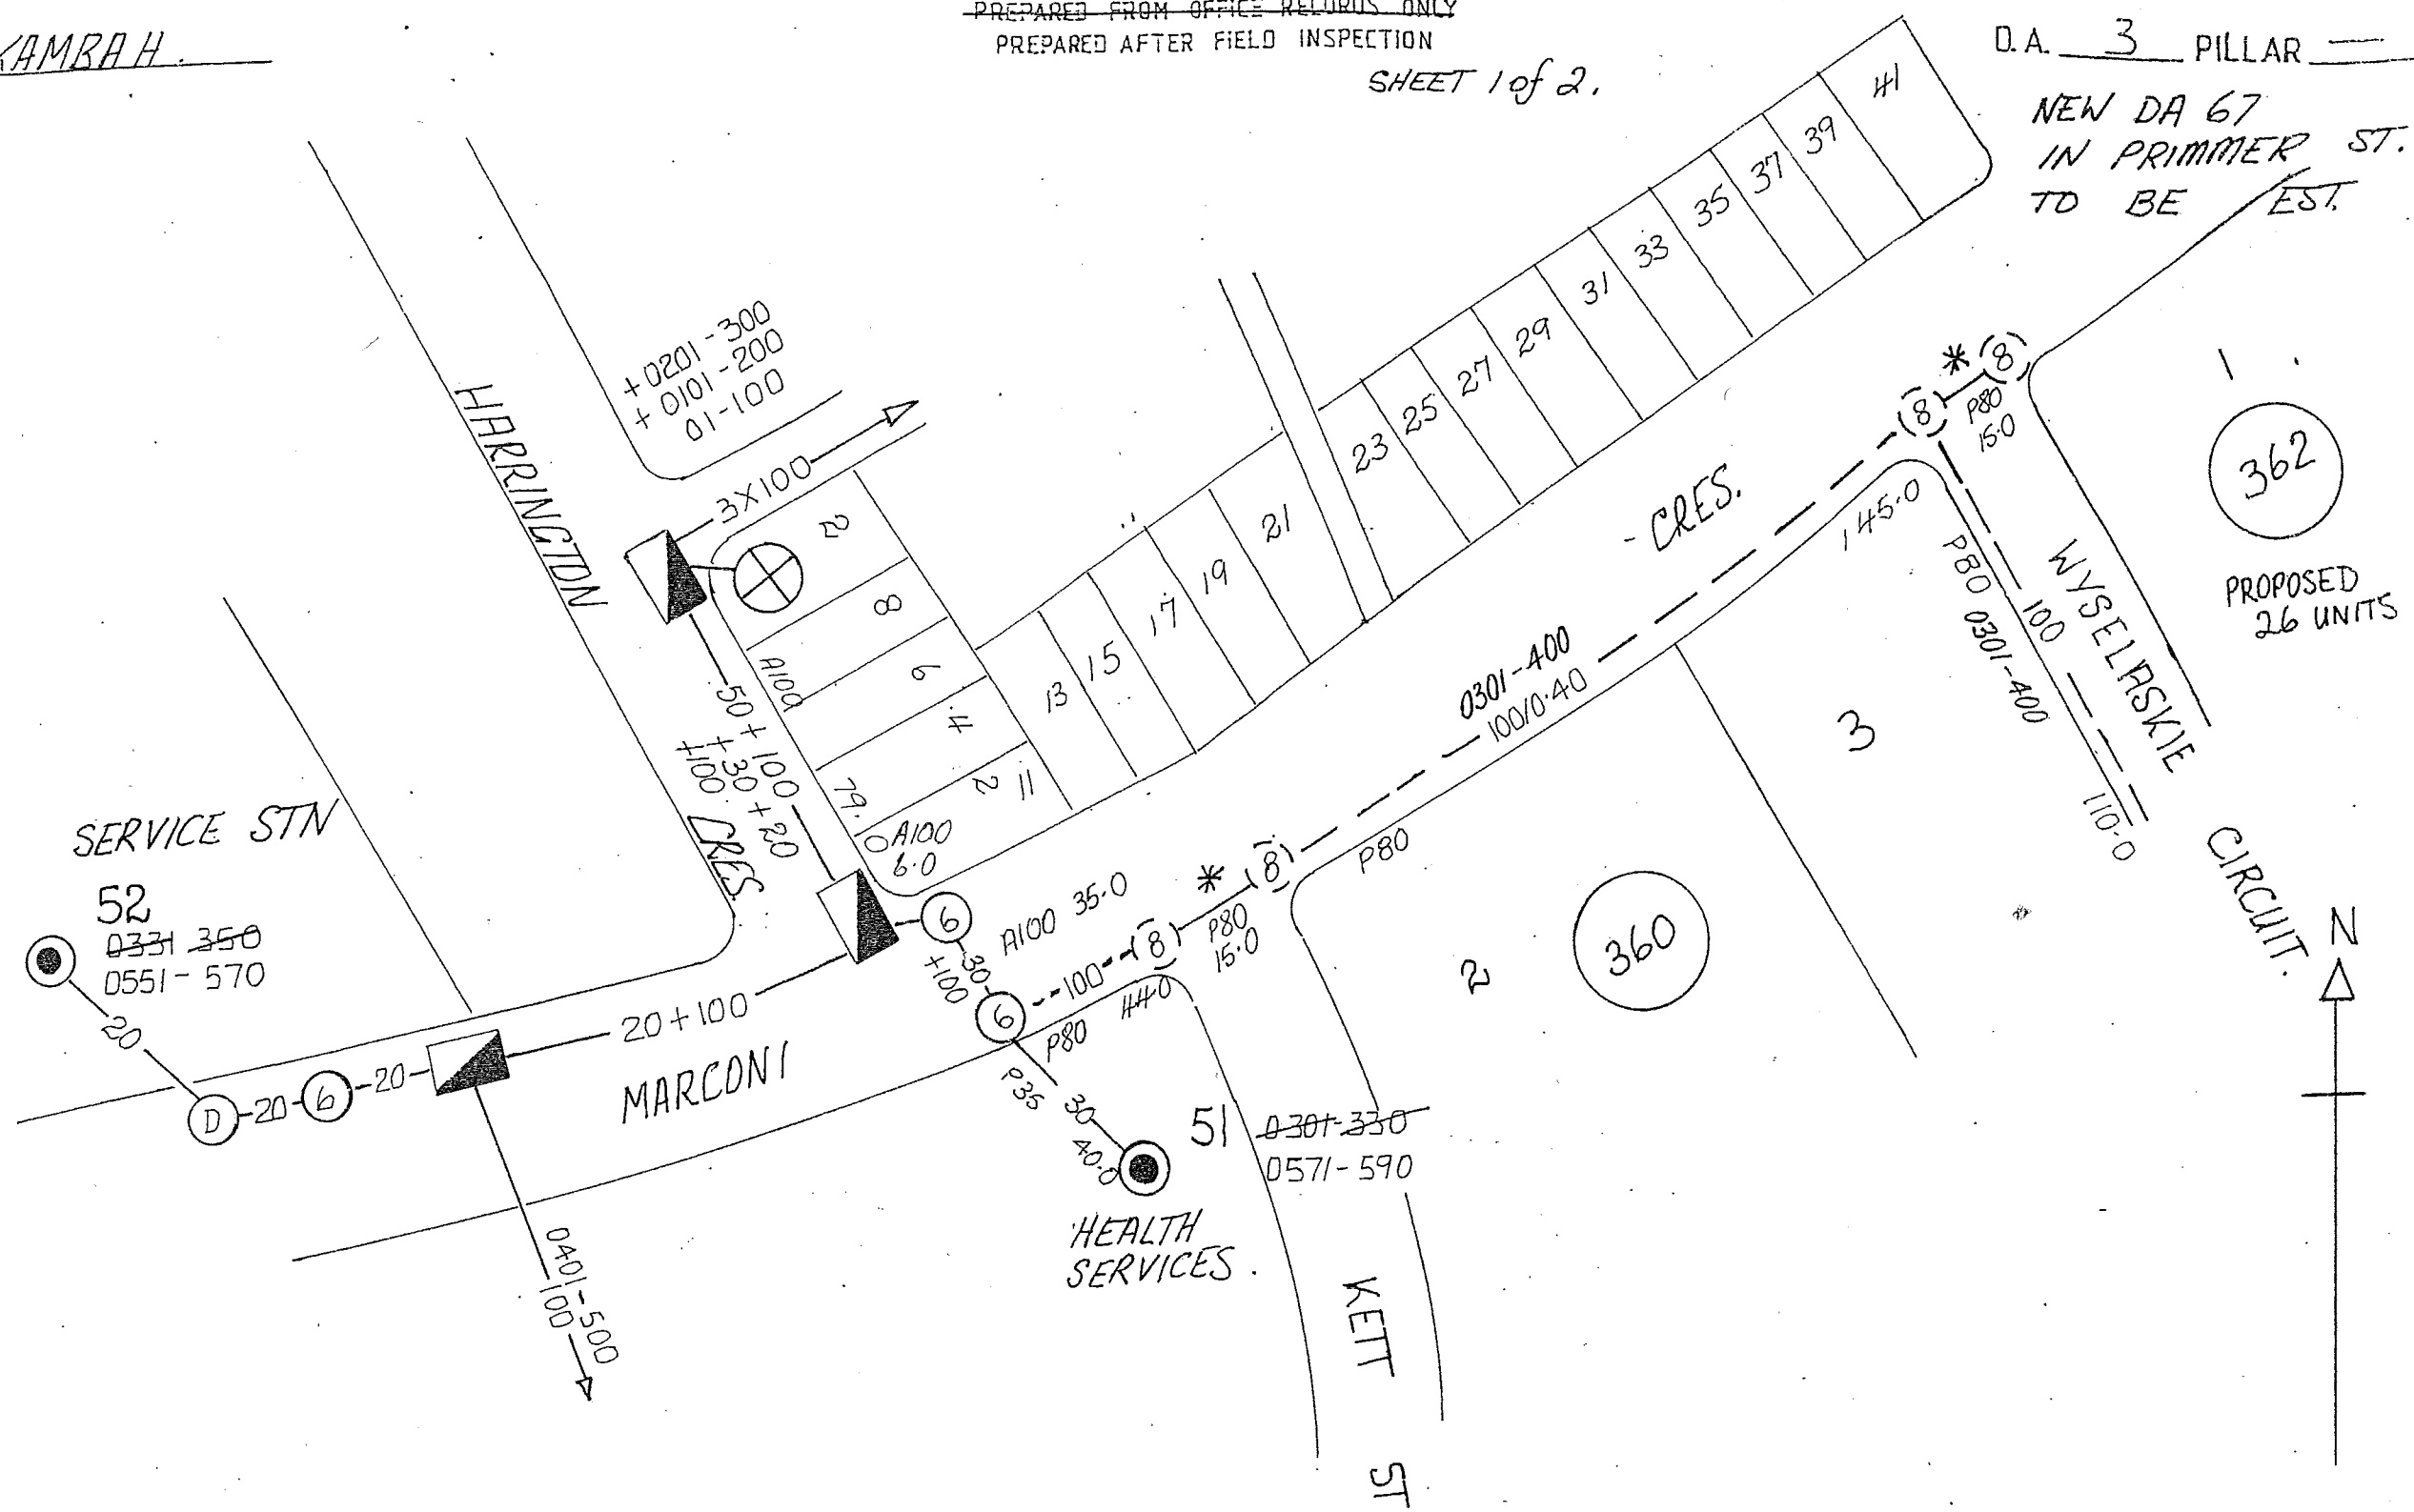 PREPARED FROM OFFICE RECORDS ONLY
PREPARED AFTER FIELD INSPECTION
KAMBAH.
SHEET 1 of 2.
D.A. 3 PILLAR —
NEW DA 67
IN PRIMMER ST.
TO BE EST.
41
39
37
35
33
31
29
27
25
23
21
19
17
15
13
11
+0201-300
+0101-200
01-100
3X100
HARRINGTON
CRES.
2
8
6
4
2
A100
79.0
50+100
+30+20
+100
A100
6.0
* (8)
(8)
P80
15.0
1
362
PROPOSED
26 UNITS
- CRES.
145.0
P80 0301-400
100
110.0
WYSELASKIE
CIRCUIT.
0301-400
100/0.40
3
P80
2
360
N
SERVICE STN
52
0331 350
0551-570
20
D
20
6
20
20+100
MARCONI
6
30
+100
6
A100 35.0
* (8)
100
(8)
P80
15.0
P80
44.0
P35
30
40.0
51
0301-330
0571-590
HEALTH
SERVICES.
0401-500
100
KETT
ST